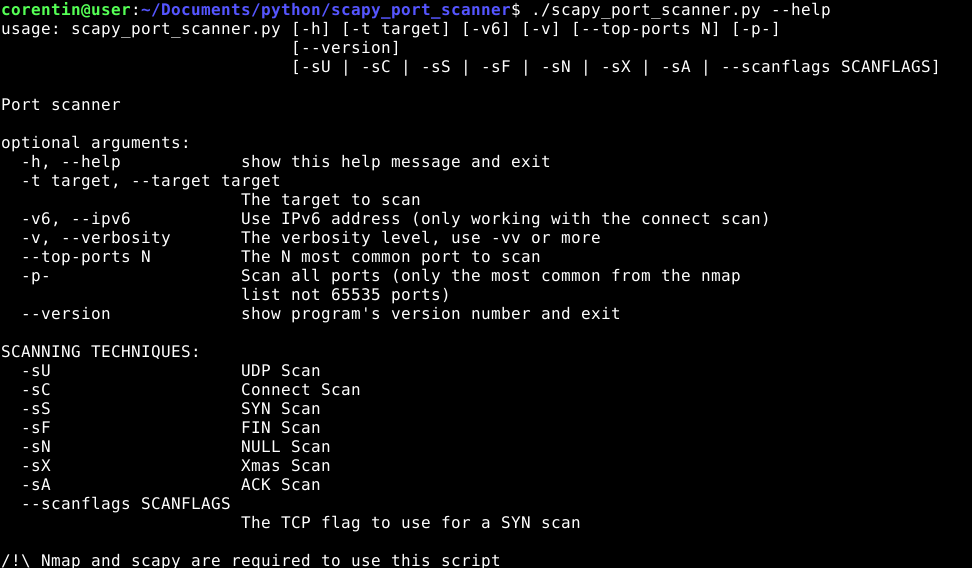 corentin@user:~/Documents/python/scapy_port_scanner$ ./scapy_port_scanner.py --help
usage: scapy_port_scanner.py [-h] [-t target] [-v6] [-v] [--top-ports N] [-p-]
                             [--version]
                             [-sU | -sC | -sS | -sF | -sN | -sX | -sA | --scanflags SCANFLAGS]

Port scanner

optional arguments:
  -h, --help            show this help message and exit
  -t target, --target target
                        The target to scan
  -v6, --ipv6           Use IPv6 address (only working with the connect scan)
  -v, --verbosity       The verbosity level, use -vv or more
  --top-ports N         The N most common port to scan
  -p-                   Scan all ports (only the most common from the nmap
                        list not 65535 ports)
  --version             show program's version number and exit

SCANNING TECHNIQUES:
  -sU                   UDP Scan
  -sC                   Connect Scan
  -sS                   SYN Scan
  -sF                   FIN Scan
  -sN                   NULL Scan
  -sX                   Xmas Scan
  -sA                   ACK Scan
  --scanflags SCANFLAGS
                        The TCP flag to use for a SYN scan

/!\ Nmap and scapy are required to use this script